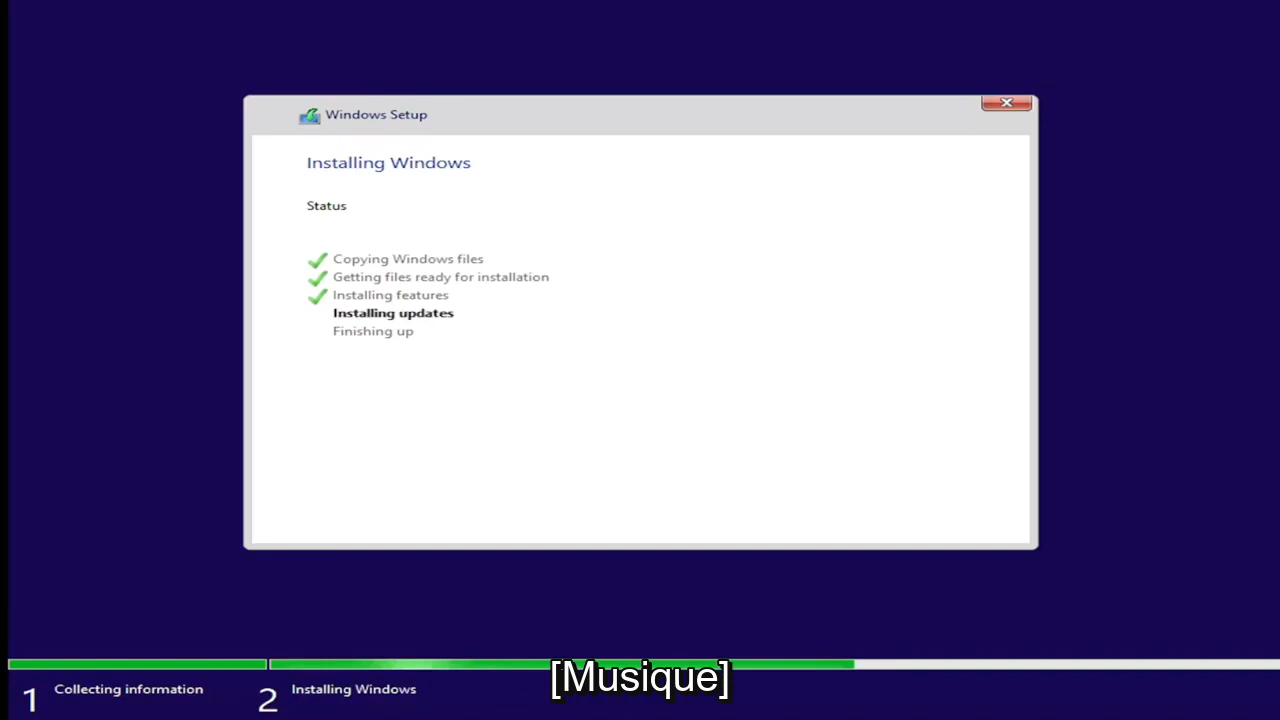 Windows Setup
Installing Windows
Status
Copying Windows files
Getting files ready for installation
Installing features
Installing updates
Finishing up
1 Collecting information
2 Installing Windows
[Musique]